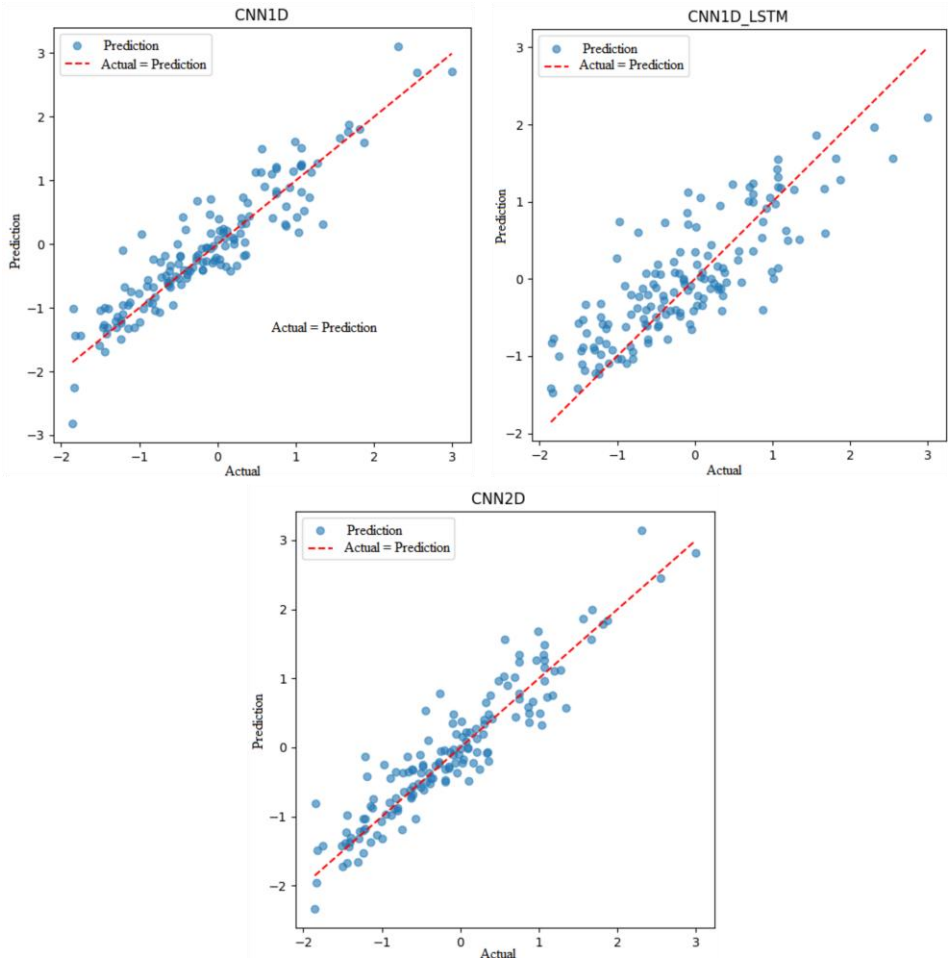 CNN1D
Prediction
Actual = Prediction
3
2
1
0
−1
−2
−3
Prediction
Actual = Prediction
−2 −1 0 1 2 3
Actual
CNN1D_LSTM
Prediction
Actual = Prediction
3
2
1
0
−1
−2
Prediction
−2 −1 0 1 2 3
Actual
CNN2D
Prediction
Actual = Prediction
3
2
1
0
−1
−2
Prediction
−2 −1 0 1 2 3
Actual